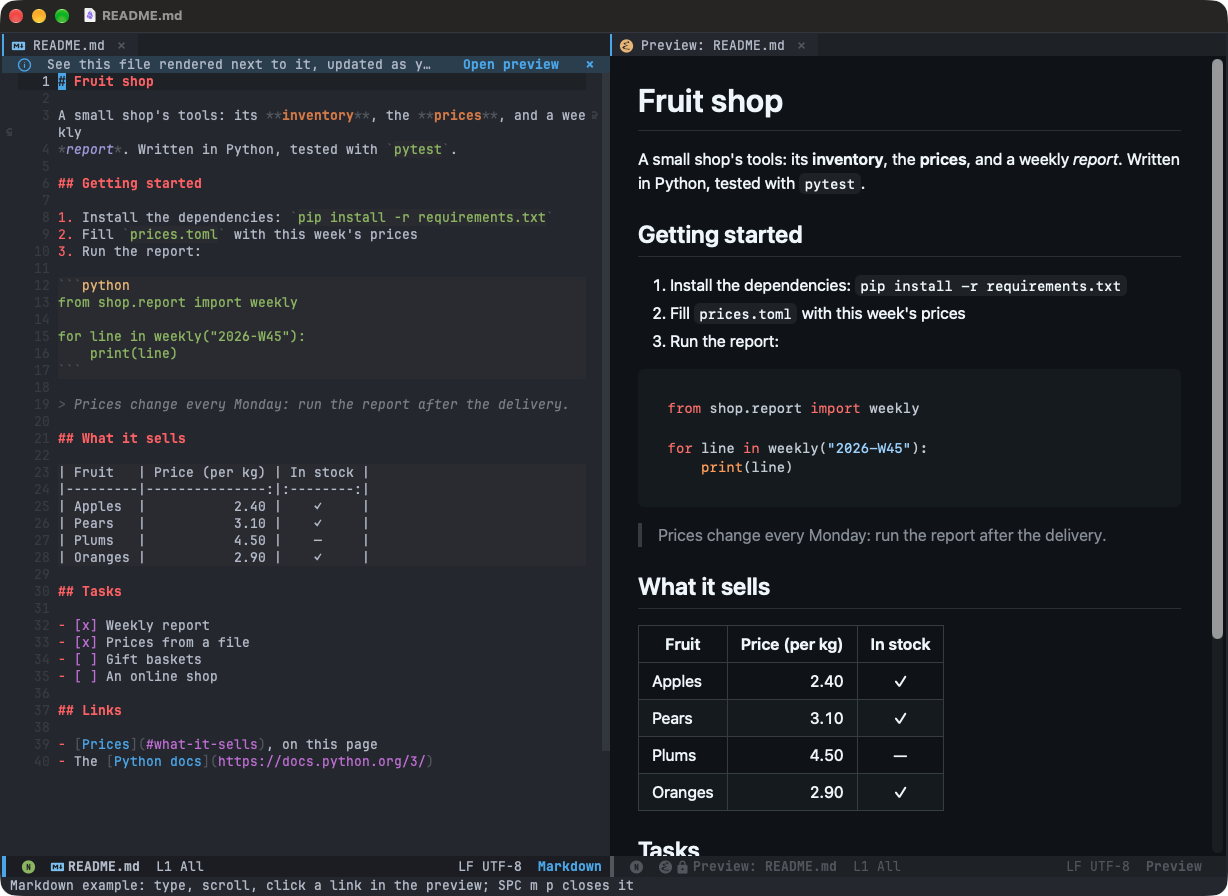 README.md
README.md ×
See this file rendered next to it, updated as y… Open preview ×
1 # Fruit shop
2
3 A small shop's tools: its **inventory**, the **prices**, and a wee
kly
4 *report*. Written in Python, tested with `pytest`.
5
6 ## Getting started
7
8 1. Install the dependencies: `pip install -r requirements.txt`
9 2. Fill `prices.toml` with this week's prices
10 3. Run the report:
11
12 ```python
13 from shop.report import weekly
14
15 for line in weekly("2026-W45"):
16     print(line)
17 ```
18
19 > Prices change every Monday: run the report after the delivery.
20
21 ## What it sells
22
23 | Fruit   | Price (per kg) | In stock |
24 |---------|---------------:|:--------:|
25 | Apples  |           2.40 |    ✓     |
26 | Pears   |           3.10 |    ✓     |
27 | Plums   |           4.50 |    —     |
28 | Oranges |           2.90 |    ✓     |
29
30 ## Tasks
31
32 - [x] Weekly report
33 - [x] Prices from a file
34 - [ ] Gift baskets
35 - [ ] An online shop
36
37 ## Links
38
39 - [Prices](#what-it-sells), on this page
40 - The [Python docs](https://docs.python.org/3/)
N README.md L1 All LF UTF-8 Markdown
Preview: README.md ×
Fruit shop
A small shop's tools: its inventory, the prices, and a weekly report. Written
in Python, tested with pytest.
Getting started
1. Install the dependencies: pip install -r requirements.txt
2. Fill prices.toml with this week's prices
3. Run the report:
from shop.report import weekly
for line in weekly("2026-W45"):
    print(line)
Prices change every Monday: run the report after the delivery.
What it sells
Fruit Price (per kg) In stock
Apples 2.40 ✓
Pears 3.10 ✓
Plums 4.50 —
Oranges 2.90 ✓
Tasks
N Preview: README.md L1 All LF UTF-8 Preview
Markdown example: type, scroll, click a link in the preview; SPC m p closes it